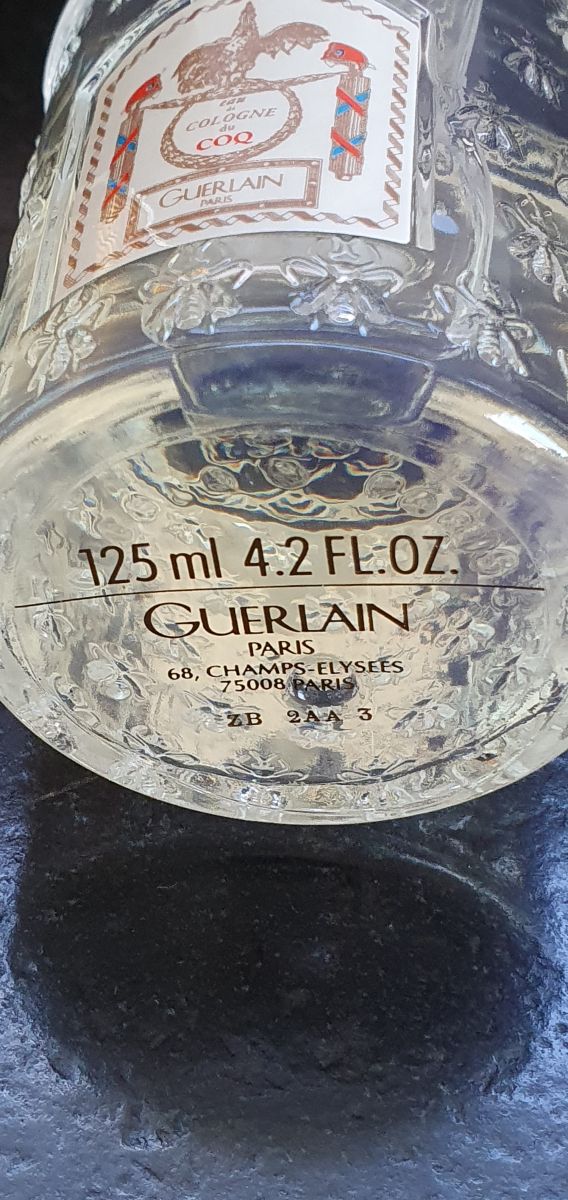 eau
de
COLOGNE
du
COQ
GUERLAIN
PARIS
125 ml 4.2 FL.OZ.
GUERLAIN
PARIS
68, CHAMPS-ELYSEES
75008 PARIS
ZB 2AA 3